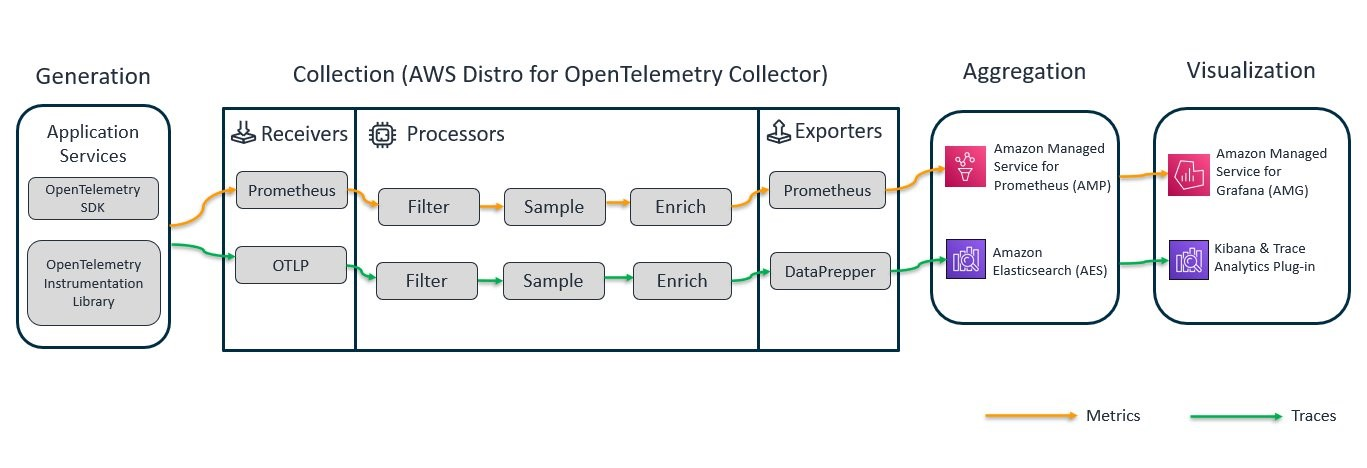 Generation
Application
Services
OpenTelemetry
SDK
OpenTelemetry
Instrumentation
Library
Collection (AWS Distro for OpenTelemetry Collector)
Receivers
Prometheus
OTLP
Processors
Filter
Sample
Enrich
Filter
Sample
Enrich
Exporters
Prometheus
DataPrepper
Aggregation
Amazon Managed
Service for
Prometheus (AMP)
Amazon
Elasticsearch (AES)
Visualization
Amazon Managed
Service for
Grafana (AMG)
Kibana & Trace
Analytics Plug-in
Metrics
Traces